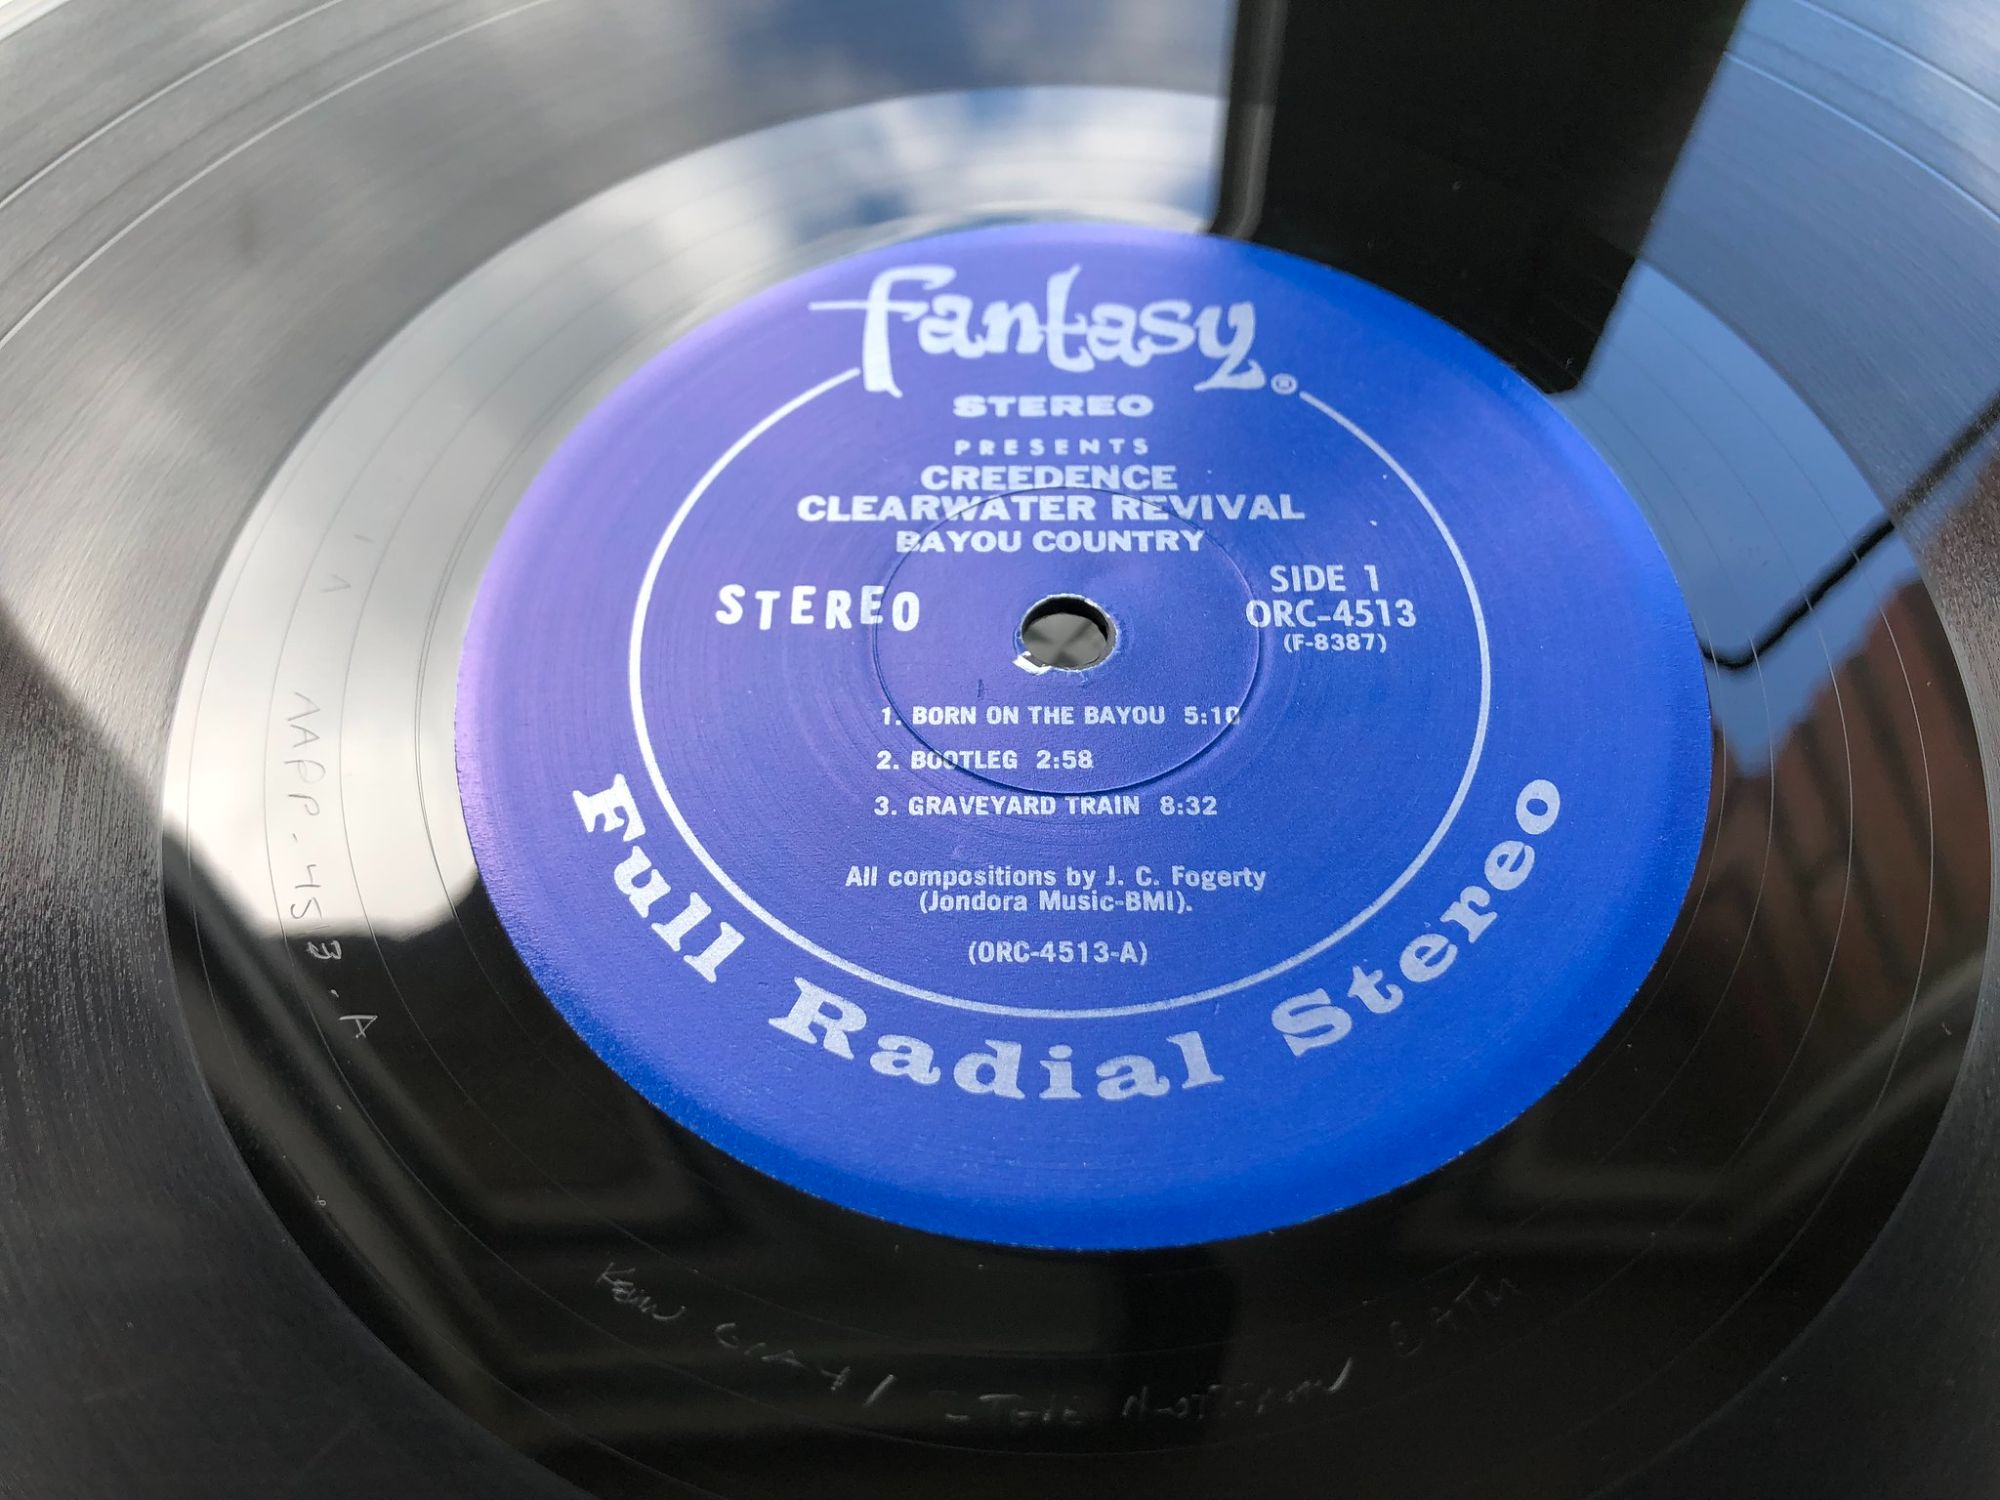 fantasy®
STEREO
PRESENTS
CREEDENCE
CLEARWATER REVIVAL
BAYOU COUNTRY
STEREO
SIDE 1
ORC-4513
(F-8387)
1. BORN ON THE BAYOU 5:10
2. BOOTLEG 2:58
3. GRAVEYARD TRAIN 8:32
All compositions by J. C. Fogerty
(Jondora Music-BMI).
(ORC-4513-A)
Full Radial Stereo
AAPP-4513-A